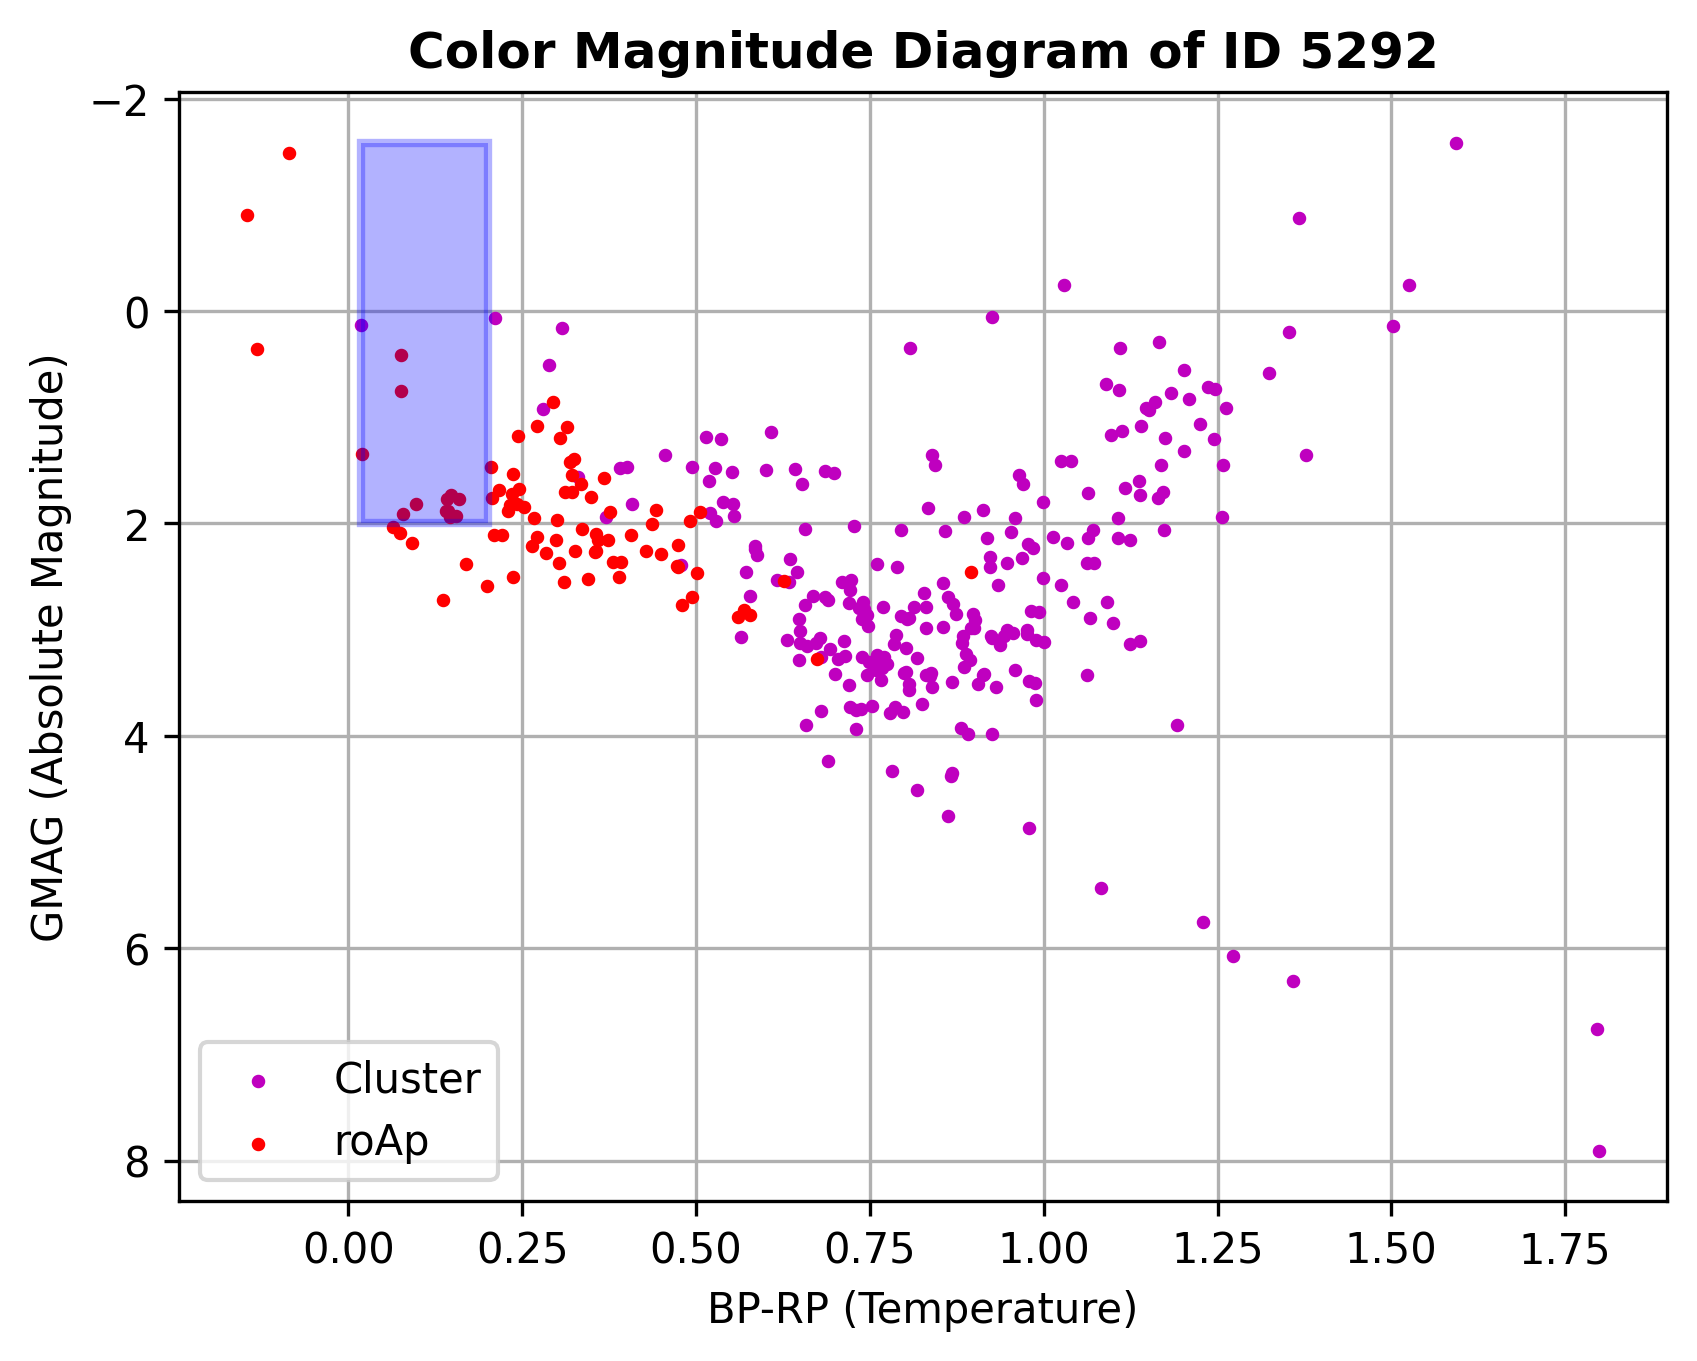 Color Magnitude Diagram of ID 5292
−2
0
2
4
6
8
GMAG (Absolute Magnitude)
Cluster
roAp
0.00 0.25 0.50 0.75 1.00 1.25 1.50 1.75
BP-RP (Temperature)